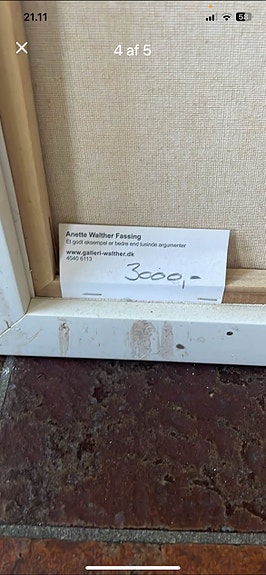 21.11
58
4 af 5
Anette Walther Fassing
Et godt eksempel er bedre end tusinde argumenter
www.galleri-walther.dk
4040 6113
3000,-